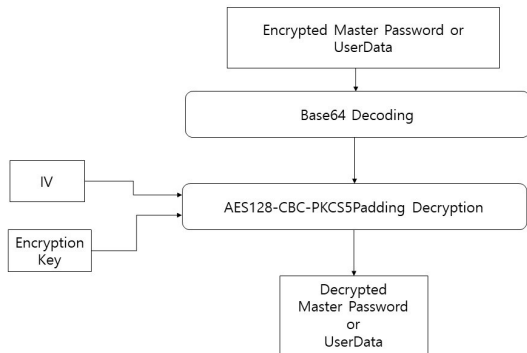 Encrypted Master Password or
UserData
Base64 Decoding
IV
AES128-CBC-PKCS5Padding Decryption
Encryption
Key
Decrypted
Master Password
or
UserData